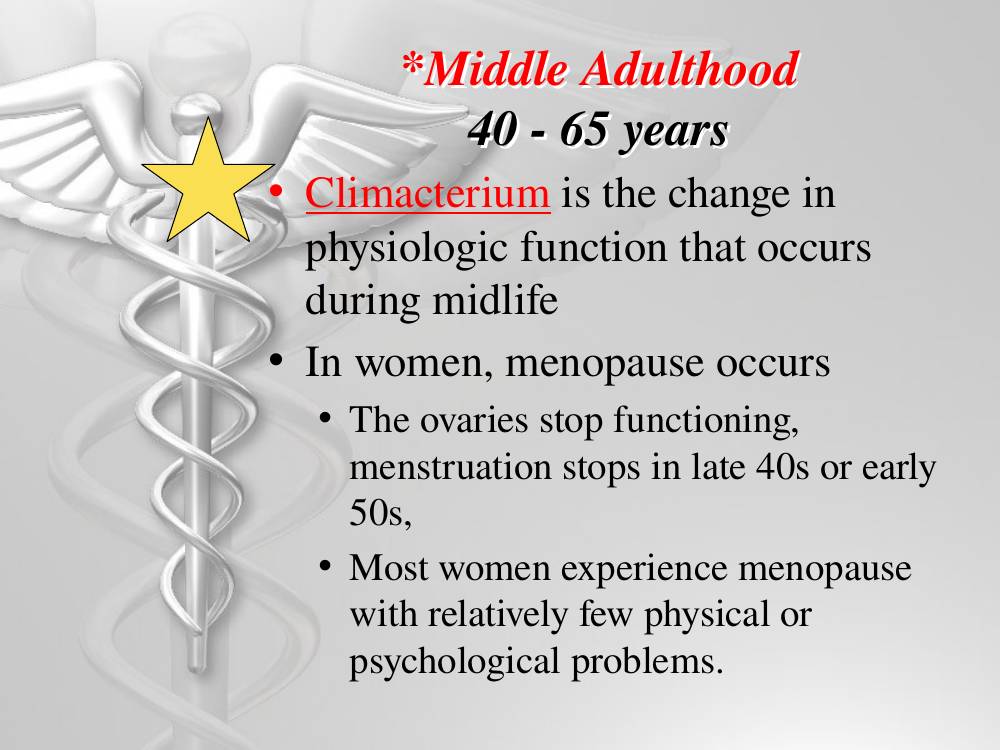 *Middle Adulthood
40 - 65 years
• Climacterium is the change in
physiologic function that occurs
during midlife
• In women, menopause occurs
• The ovaries stop functioning,
menstruation stops in late 40s or early
50s,
• Most women experience menopause
with relatively few physical or
psychological problems.